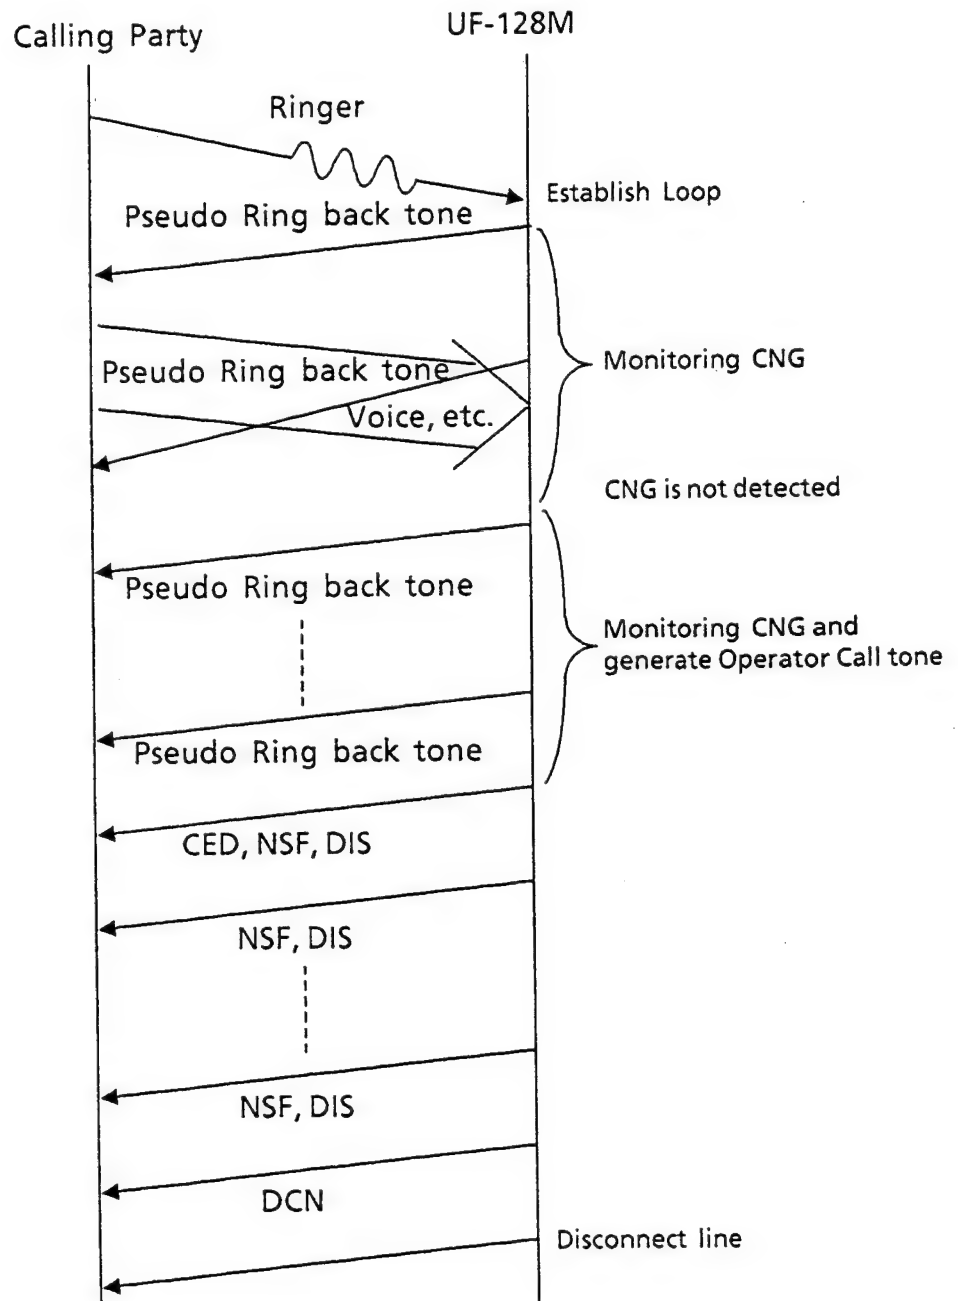 Calling Party
UF-128M
Ringer
Establish Loop
Pseudo Ring back tone
Monitoring CNG
Pseudo Ring back tone
Voice, etc.
CNG is not detected
Pseudo Ring back tone
Monitoring CNG and
generate Operator Call tone
Pseudo Ring back tone
CED, NSF, DIS
NSF, DIS
NSF, DIS
DCN
Disconnect line